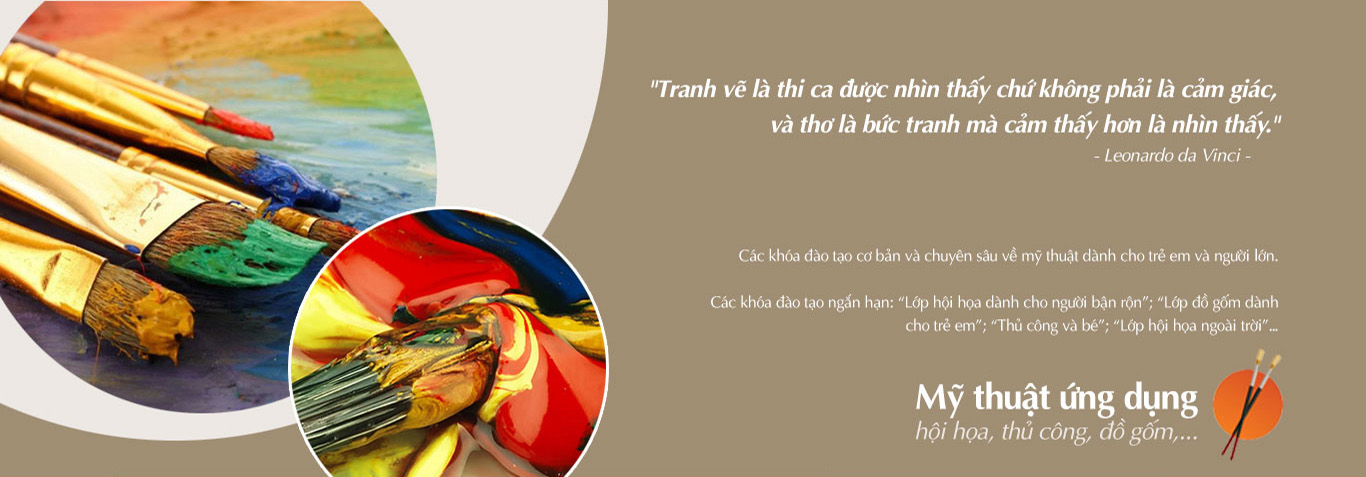 "Tranh vẽ là thi ca được nhìn thấy chứ không phải là cảm giác,
và thơ là bức tranh mà cảm thấy hơn là nhìn thấy."
- Leonardo da Vinci -
Các khóa đào tạo cơ bản và chuyên sâu về mỹ thuật dành cho trẻ em và người lớn.
Các khóa đào tạo ngắn hạn: “Lớp hội họa dành cho người bận rộn”; “Lớp đồ gốm dành
cho trẻ em”; “Thủ công và bé”; “Lớp hội họa ngoài trời”...
Mỹ thuật ứng dụng
hội họa, thủ công, đồ gốm,...